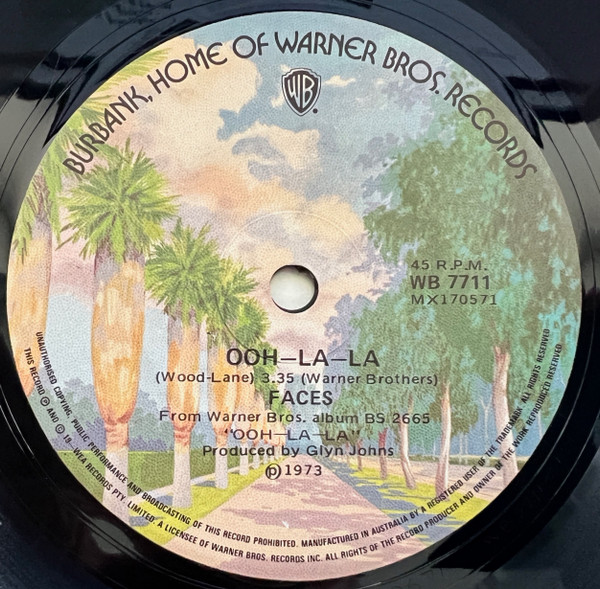 BURBANK, HOME OF WARNER BROS. RECORDS
WB
45 R.P.M.
WB 7711
MX170571
OOH—LA—LA
(Wood-Lane) 3.35 (Warner Brothers)
FACES
From Warner Bros. album BS 2665
"OOH—LA—LA"
Produced by Glyn Johns
Ⓟ1973
UNAUTHORISED COPYING, PUBLIC PERFORMANCE AND BROADCASTING OF THIS RECORD PROHIBITED. MANUFACTURED IN AUSTRALIA BY A REGISTERED USER OF THE TRADEMARK. ALL RIGHTS RESERVED
THIS RECORD Ⓟ AND © 19–WEA RECORDS PTY. LIMITED. A LICENSEE OF WARNER BROS. RECORDS INC. ALL RIGHTS OF THE RECORD PRODUCER AND OWNER OF THE WORK REPRODUCED RESERVED